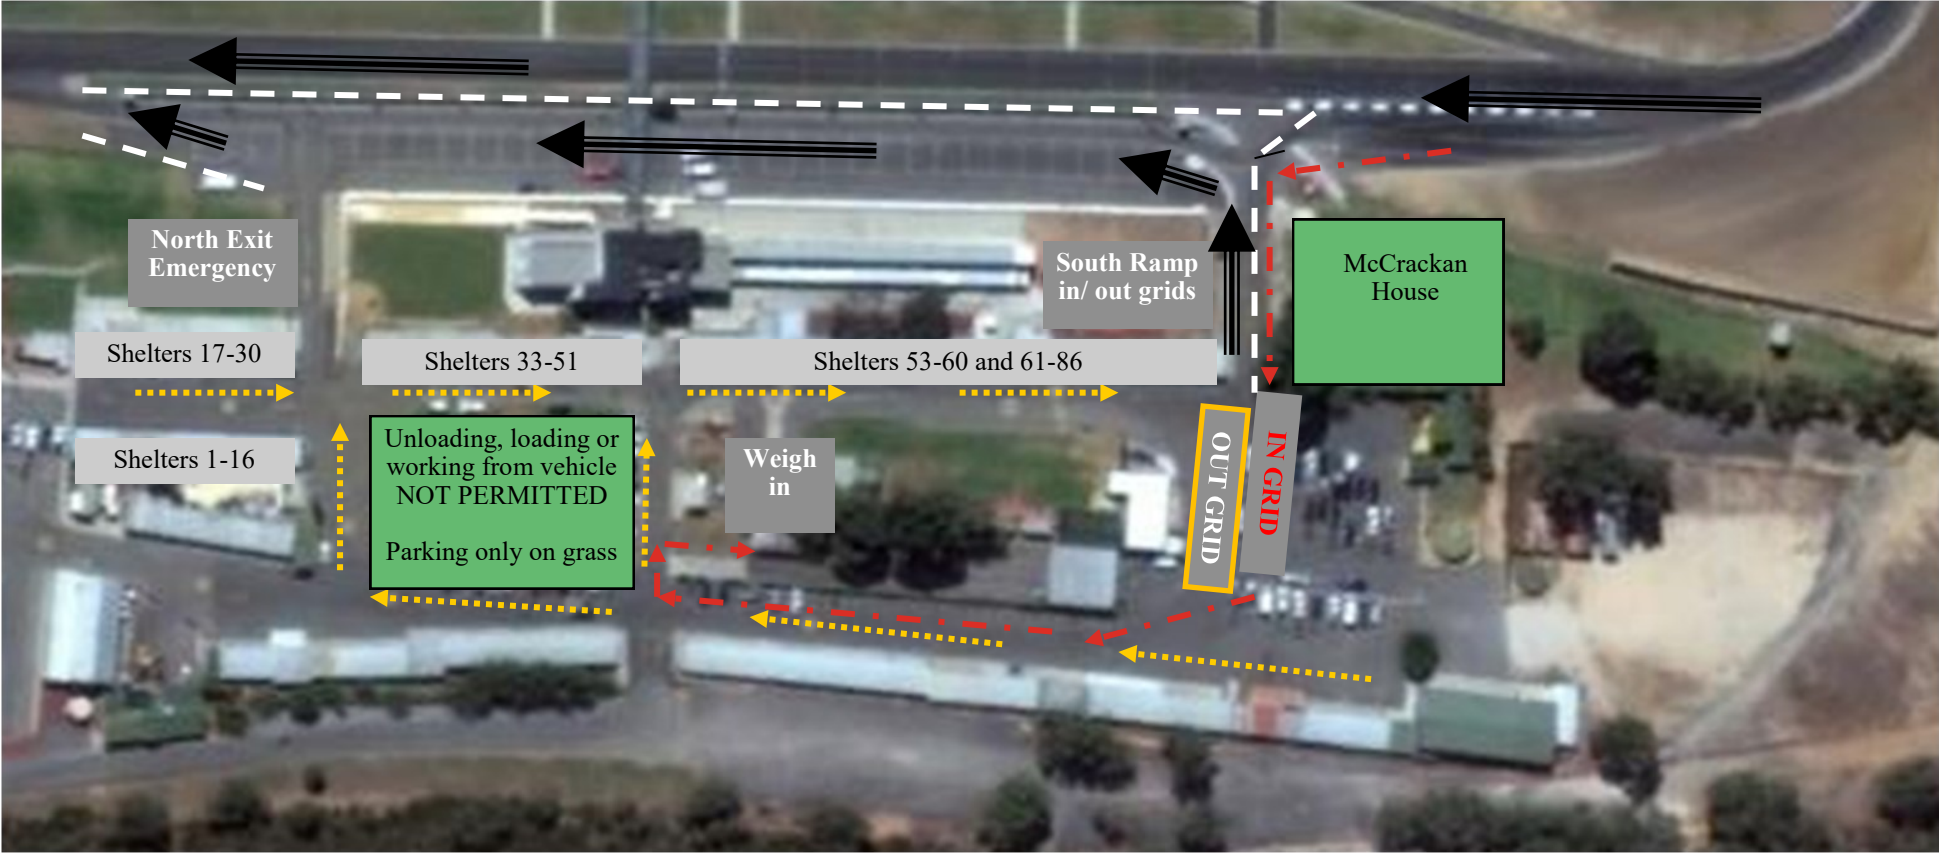 North Exit
Emergency
South Ramp
in/ out grids
McCrackan
House
Shelters 17-30
Shelters 33-51
Shelters 53-60 and 61-86
Shelters 1-16
Unloading, loading or
working from vehicle
NOT PERMITTED
Parking only on grass
Weigh
in
OUT GRID
IN GRID